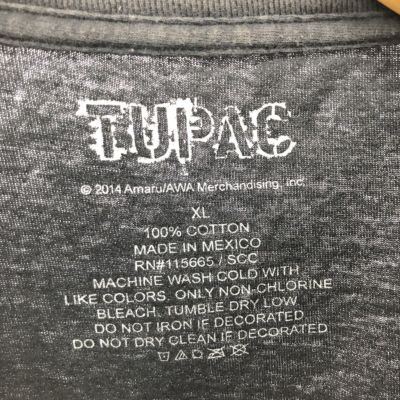 TUPAC
© 2014 Amaru/AWA Merchandising, Inc.
XL
100% COTTON
MADE IN MEXICO
RN#115665 / SCC
MACHINE WASH COLD WITH
LIKE COLORS, ONLY NON-CHLORINE
BLEACH, TUMBLE DRY LOW
DO NOT IRON IF DECORATED
DO NOT DRY CLEAN IF DECORATED